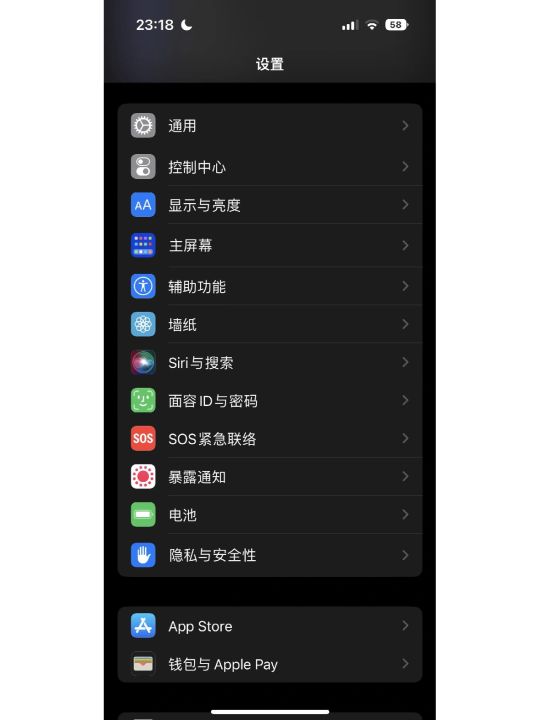 23:18
58
设置
通用
控制中心
AA
显示与亮度
主屏幕
辅助功能
墙纸
Siri与搜索
面容ID与密码
SOS
SOS紧急联络
暴露通知
电池
隐私与安全性
App Store
钱包与 Apple Pay